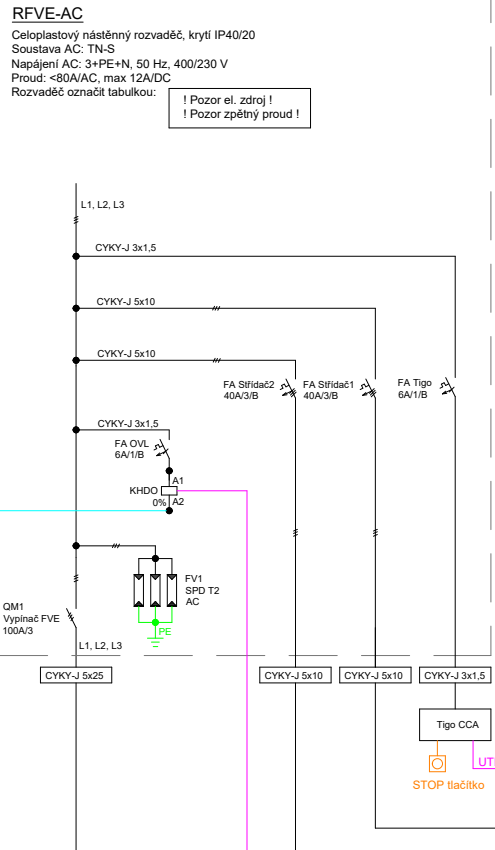 RFVE-AC
Celoplastový nástěnný rozvaděč, krytí IP40/20
Soustava AC: TN-S
Napájení AC: 3+PE+N, 50 Hz, 400/230 V
Proud: <80A/AC, max 12A/DC
Rozvaděč označit tabulkou:
! Pozor el. zdroj !
! Pozor zpětný proud !
L1, L2, L3
CYKY-J 3x1,5
CYKY-J 5x10
CYKY-J 5x10
FA Střídač2
40A/3/B
FA Střídač1
40A/3/B
FA Tigo
6A/1/B
CYKY-J 3x1,5
FA OVL
6A/1/B
A1
KHDO
0%
A2
FV1
SPD T2
AC
PE
QM1
Vypínač FVE
100A/3
L1, L2, L3
CYKY-J 5x25
CYKY-J 5x10
CYKY-J 5x10
CYKY-J 3x1,5
Tigo CCA
STOP tlačítko